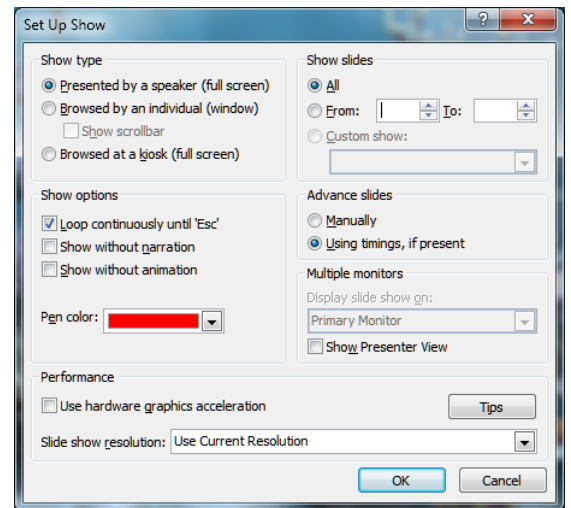 Set Up Show
Show type
Presented by a speaker (full screen)
Browsed by an individual (window)
Show scrollbar
Browsed at a kiosk (full screen)
Show slides
All
From: To:
Custom show:
Show options
Loop continuously until 'Esc'
Show without narration
Show without animation
Pen color:
Advance slides
Manually
Using timings, if present
Multiple monitors
Display slide show on:
Primary Monitor
Show Presenter View
Performance
Use hardware graphics acceleration
Tips
Slide show resolution: Use Current Resolution
OK Cancel